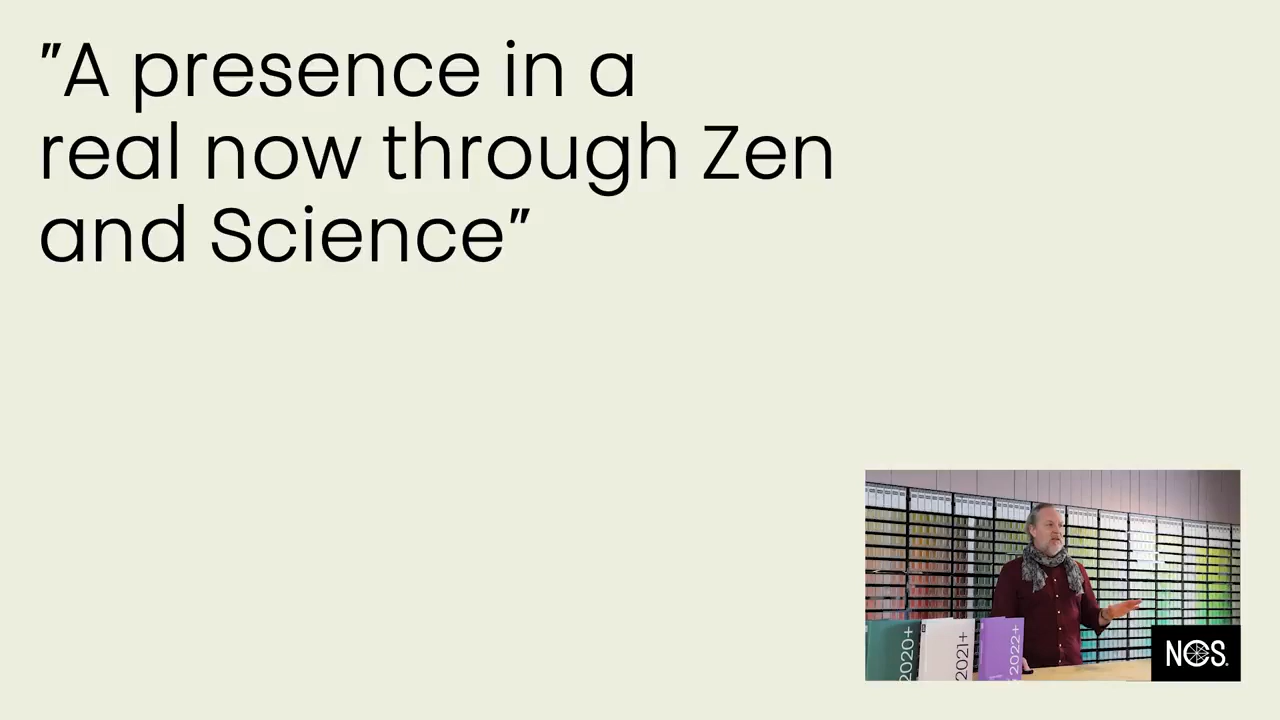 "A presence in a
real now through Zen
and Science"
2020+
2021+
2022+
NCS